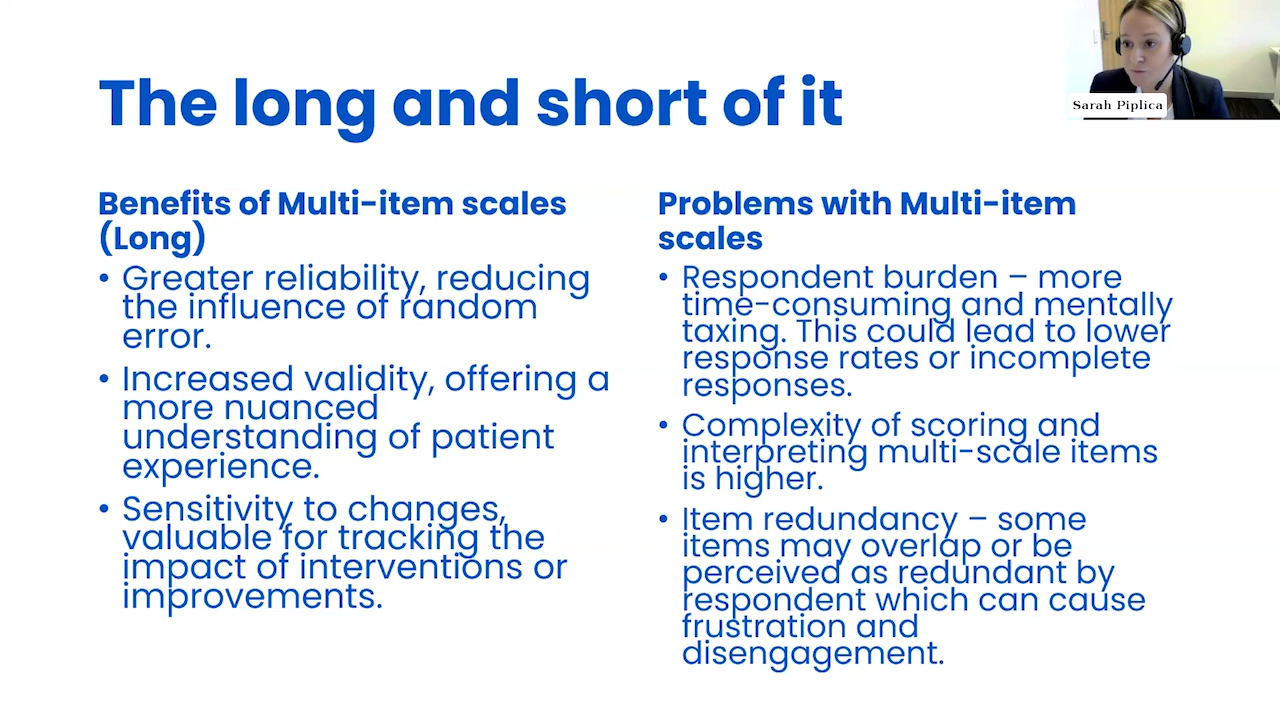 The long and short of it
Sarah Piplica
Benefits of Multi-item scales
(Long)
• Greater reliability, reducing
the influence of random
error.
• Increased validity, offering a
more nuanced
understanding of patient
experience.
• Sensitivity to changes,
valuable for tracking the
impact of interventions or
improvements.
Problems with Multi-item
scales
• Respondent burden – more
time-consuming and mentally
taxing. This could lead to lower
response rates or incomplete
responses.
• Complexity of scoring and
interpreting multi-scale items
is higher.
• Item redundancy – some
items may overlap or be
perceived as redundant by
respondent which can cause
frustration and
disengagement.